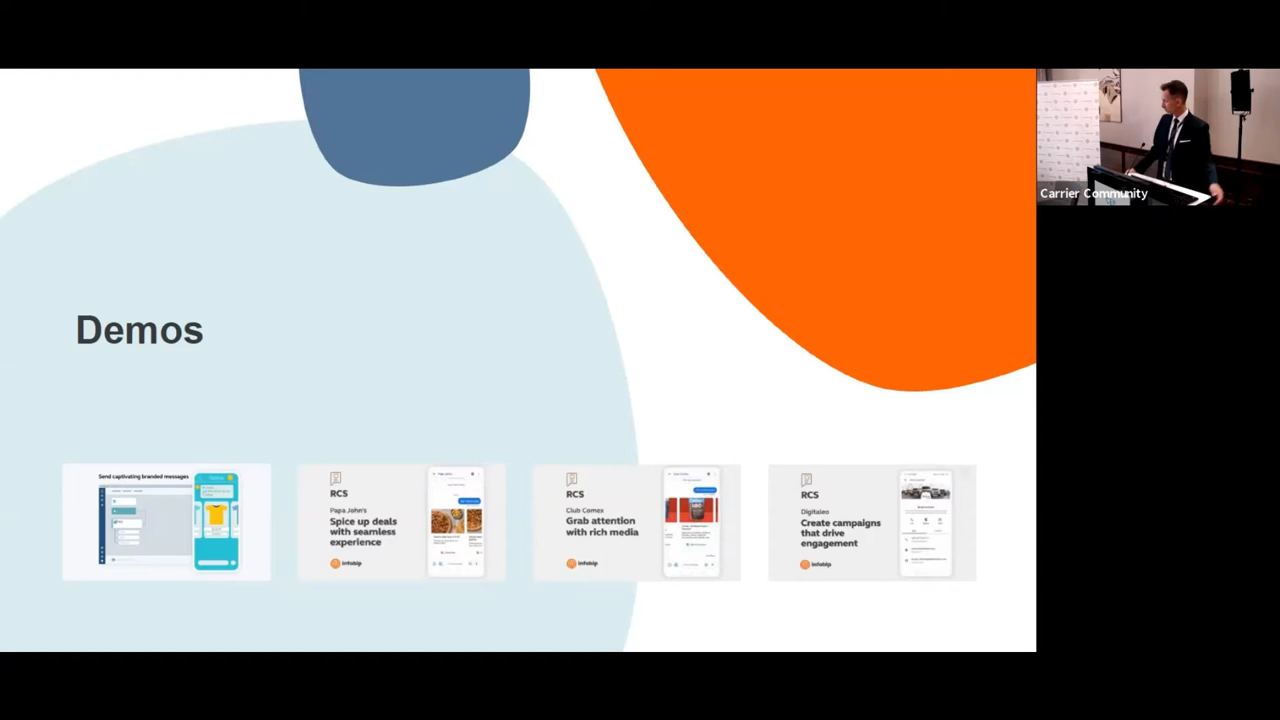 Carrier Community
Demos
Send captivating branded messages
RCS
Papa John's
Spice up deals
with seamless
experience
infobip
RCS
Club Comex
Grab attention
with rich media
infobip
RCS
Digitaleo
Create campaigns
that drive
engagement
infobip